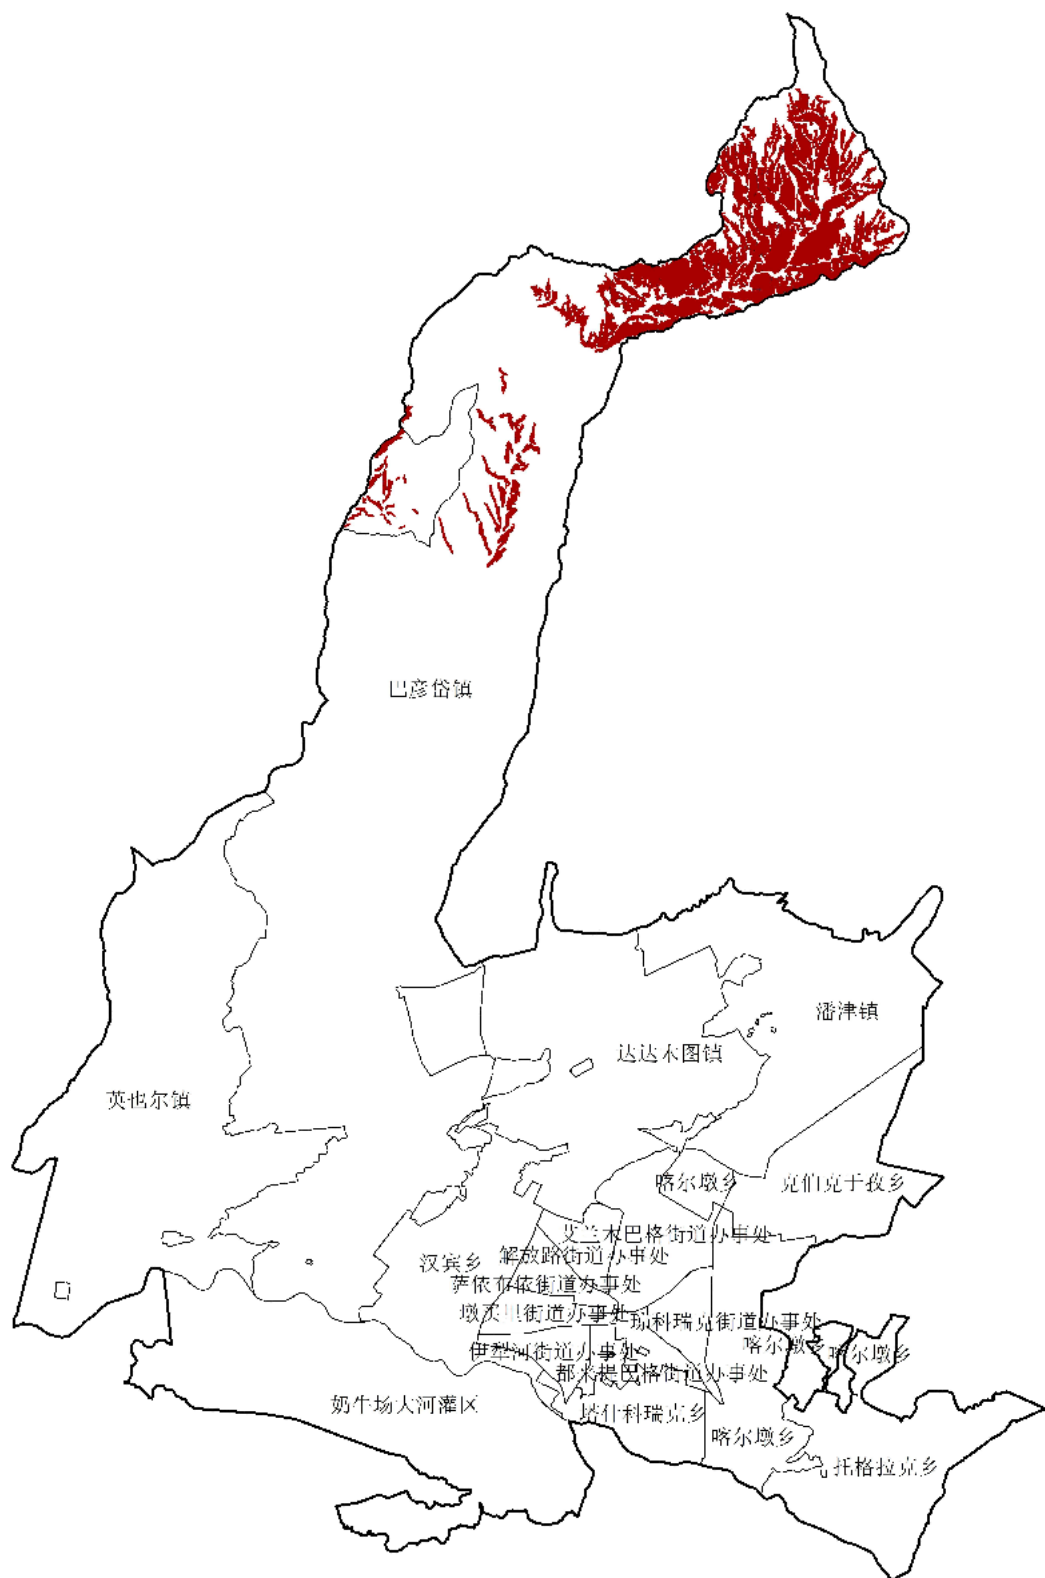 巴彦岱镇
潘津镇
达达木图镇
英也尔镇
喀尔墩乡
克伯克于孜乡
艾兰木巴格街道办事处
解放路街道办事处
汉宾乡
萨依布依街道办事处
墩买里街道办事处
琼科瑞克街道办事处
喀尔墩乡
喀尔墩乡
伊犁河街道办事处
都来提巴格街道办事处
奶牛场大河灌区
塔什科瑞克乡
喀尔墩乡
托格拉克乡